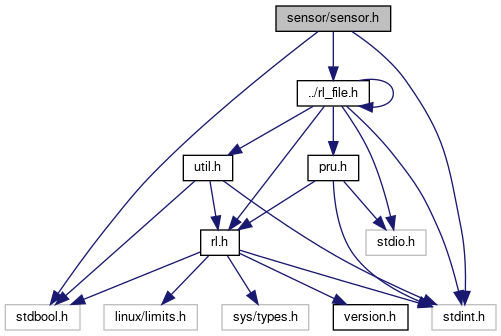 sensor/sensor.h
../rl_file.h
util.h
pru.h
rl.h
stdio.h
stdbool.h
linux/limits.h
sys/types.h
version.h
stdint.h